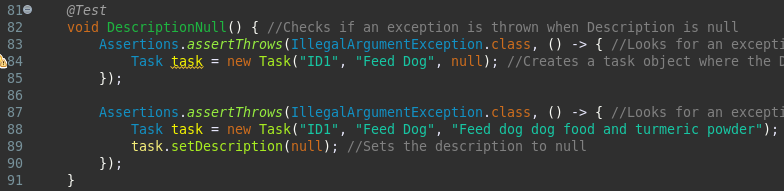 81 @Test
82 void DescriptionNull() { //Checks if an exception is thrown when Description is null
83 Assertions.assertThrows(IllegalArgumentException.class, () -> { //Looks for an excepti
84 Task task = new Task("ID1", "Feed Dog", null); //Creates a task object where the D
85 });
86
87 Assertions.assertThrows(IllegalArgumentException.class, () -> { //Looks for an excepti
88 Task task = new Task("ID1", "Feed Dog", "Feed dog dog food and turmeric powder");
89 task.setDescription(null); //Sets the description to null
90 });
91 }